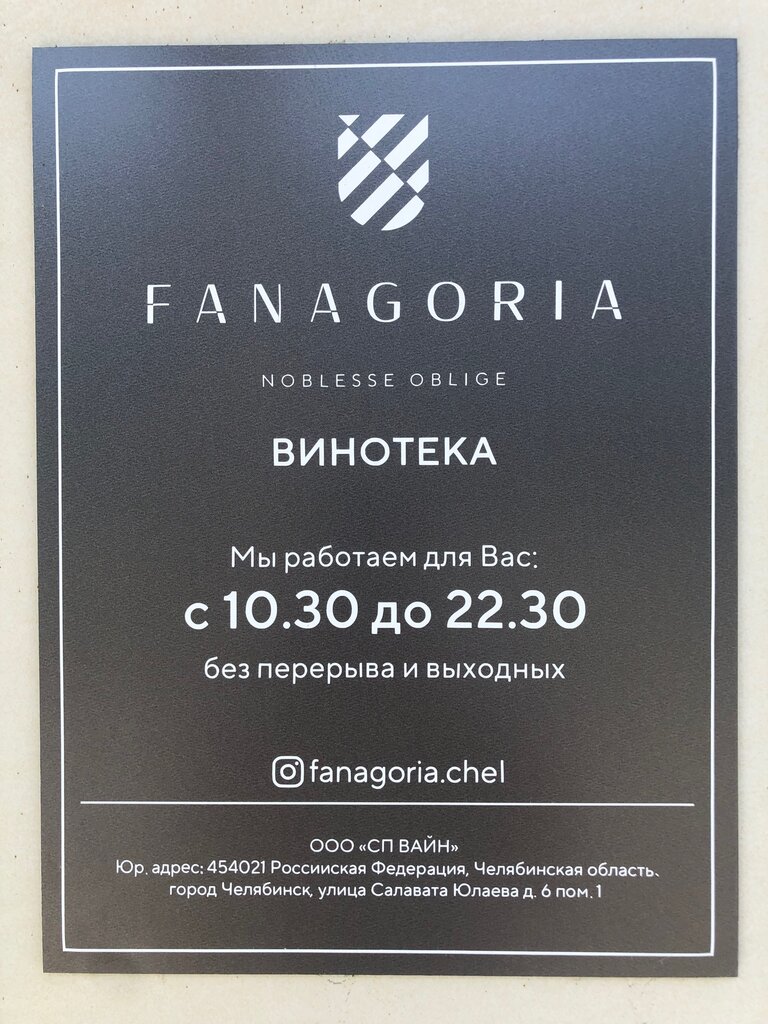 FANAGORIA
NOBLESSE OBLIGE
ВИНОТЕКА
Мы работаем для Вас:
с 10.30 до 22.30
без перерыва и выходных
fanagoria.chel
ООО «СП ВАЙН»
Юр. адрес: 454021 Российская Федерация, Челябинская область,
город Челябинск, улица Салавата Юлаева д. 6 пом. 1